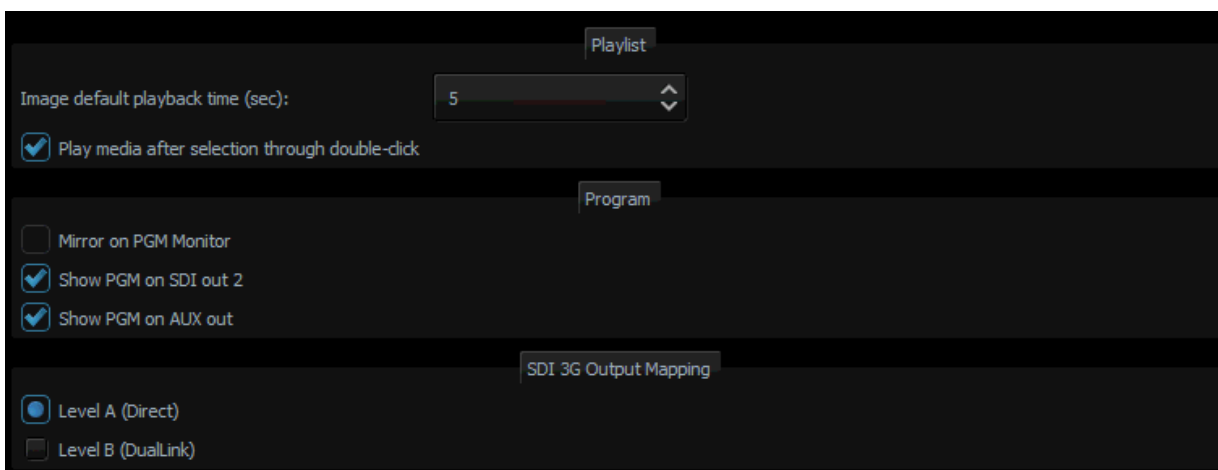 Playlist
Image default playback time (sec): 5
Play media after selection through double-click
Program
Mirror on PGM Monitor
Show PGM on SDI out 2
Show PGM on AUX out
SDI 3G Output Mapping
Level A (Direct)
Level B (DualLink)